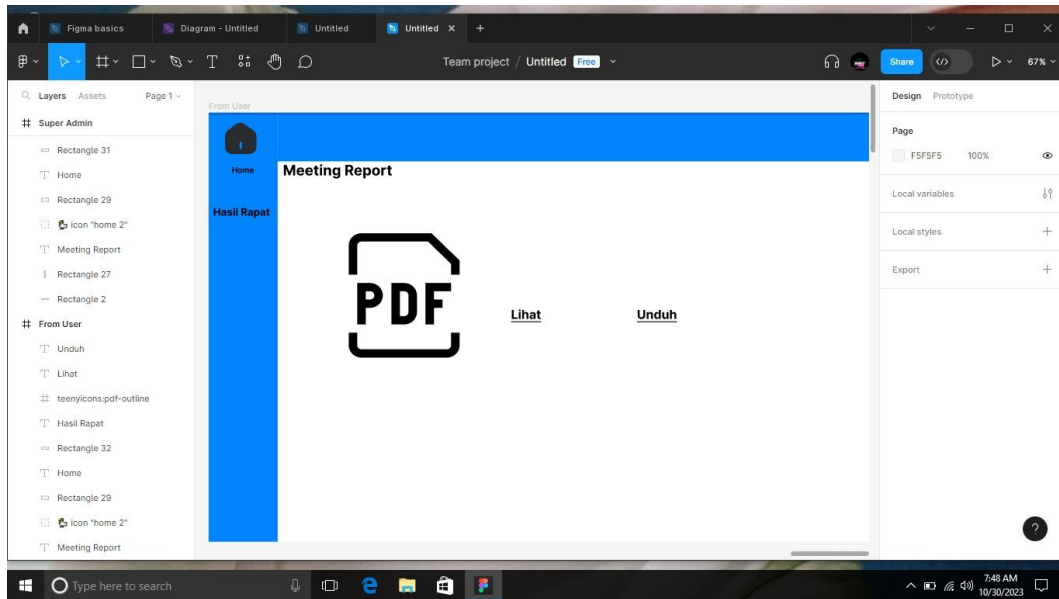 Figma basics
Diagram - Untitled
Untitled
Untitled
Team project / Untitled Free
Share
67%
Layers Assets Page 1
Super Admin
Rectangle 31
Home
Rectangle 29
icon "home 2"
Meeting Report
Rectangle 27
Rectangle 2
From User
Unduh
Lihat
teenyicons:pdf-outline
Hasil Rapat
Rectangle 32
Home
Rectangle 29
icon "home 2"
Meeting Report
From User
Home
Hasil Rapat
Meeting Report
PDF
Lihat
Unduh
Design Prototype
Page
F5F5F5 100%
Local variables
Local styles
Export
?
Type here to search
7:48 AM
10/30/2023